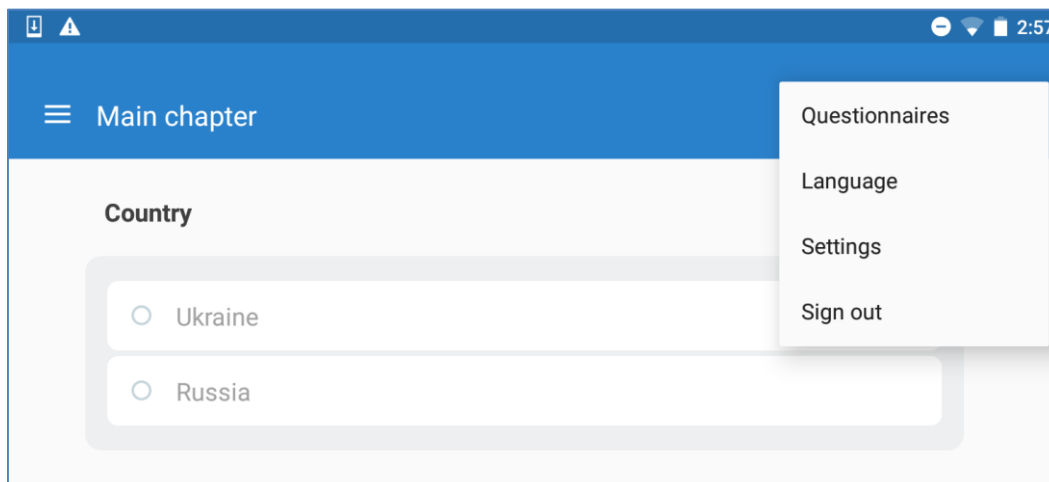 2:57
Main chapter
Questionnaires
Language
Settings
Sign out
Country
Ukraine
Russia